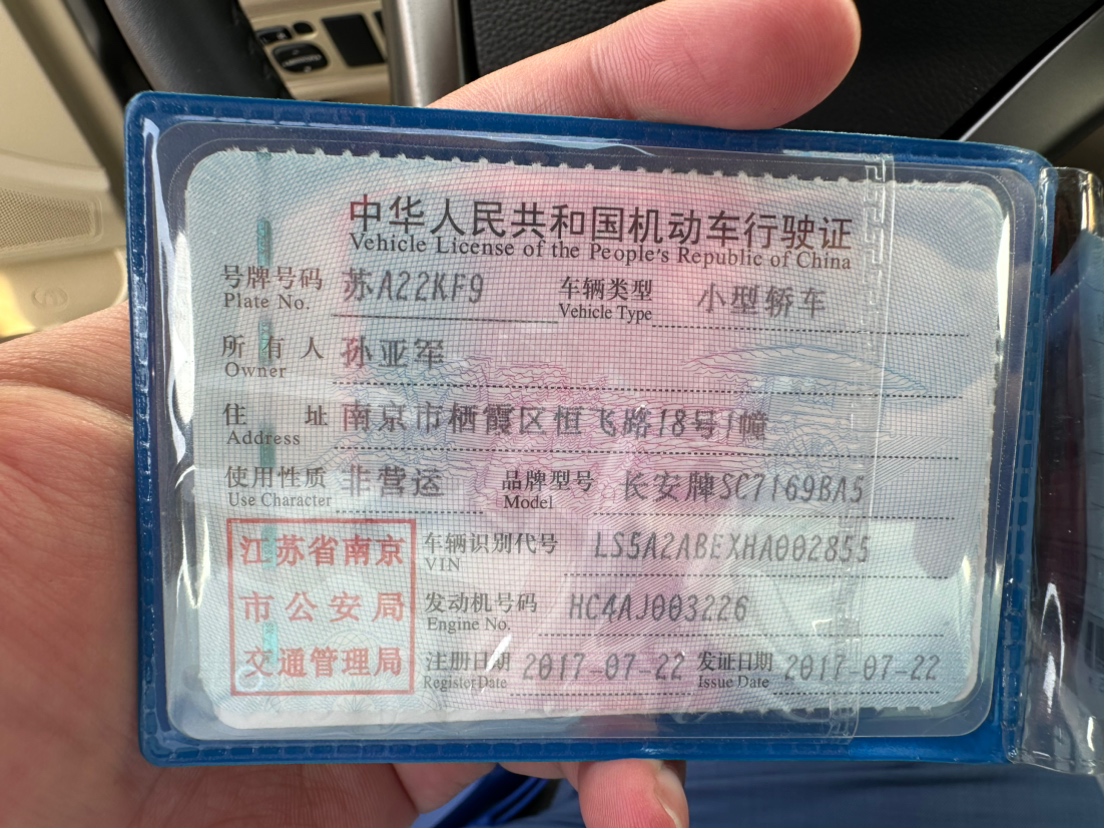 中华人民共和国机动车行驶证
Vehicle License of the People's Republic of China
号牌号码 苏A22KF9 车辆类型 小型轿车
Plate No. Vehicle Type
所有人 孙亚军
Owner
住址 南京市栖霞区恒飞路18号1幢
Address
使用性质 非营运 品牌型号 长安牌SC7169BA5
Use Character Model
江苏省南京
市公安局
交通管理局
车辆识别代号 LS5A2ABEXHA002855
VIN
发动机号码 HC4AJ003226
Engine No.
注册日期 2017-07-22 发证日期 2017-07-22
Register Date Issue Date